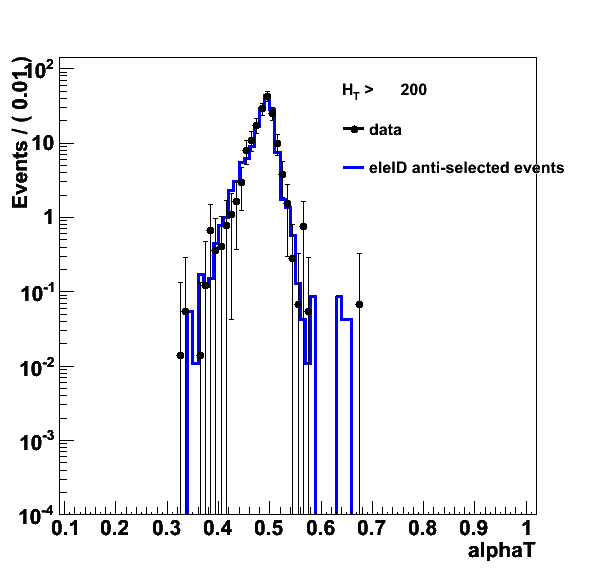 Events / ( 0.01 )
10^2
10
1
10^-1
10^-2
10^-3
10^-4
H_T > 200
data
eleID anti-selected events
0.1 0.2 0.3 0.4 0.5 0.6 0.7 0.8 0.9 1
alphaT